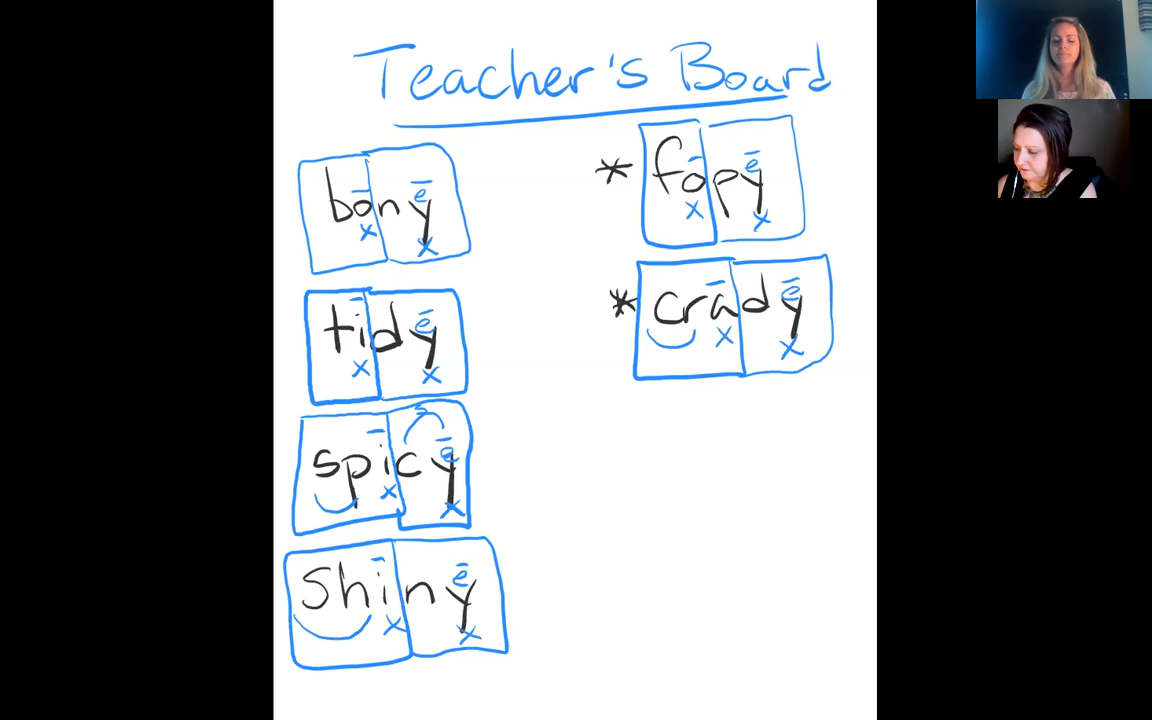 Teacher's Board
bony
tidy
spicy
shiny
* fopy
* crady